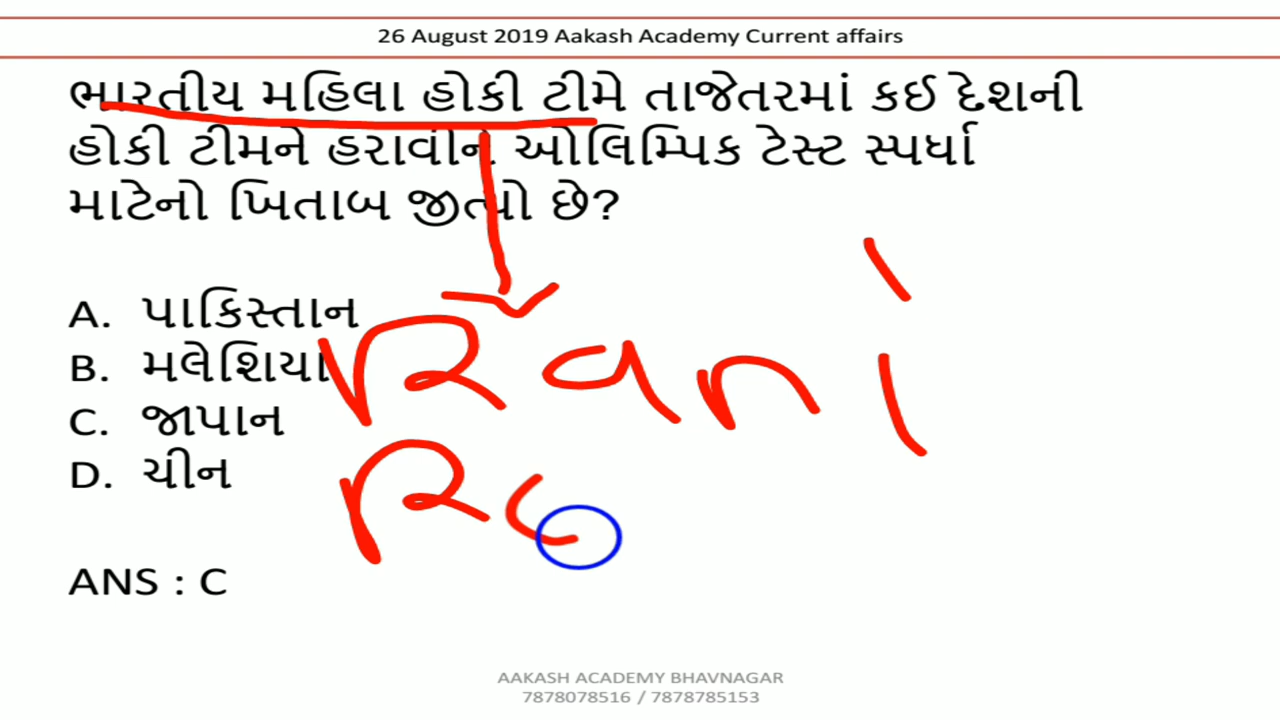 26 August 2019 Aakash Academy Current affairs
ભારતીય મહિલા હોકી ટીમે તાજેતરમાં કઈ દેશની
હોકી ટીમને હરાવીને ઓલિમ્પિક ટેસ્ટ સ્પર્ધા
માટેનો ખિતાબ જીત્યો છે?
A. પાકિસ્તાન
B. મલેશિયા
C. જાપાન
D. ચીન
Rani
R
ANS : C
AAKASH ACADEMY BHAVNAGAR
7878078516 / 7878785153